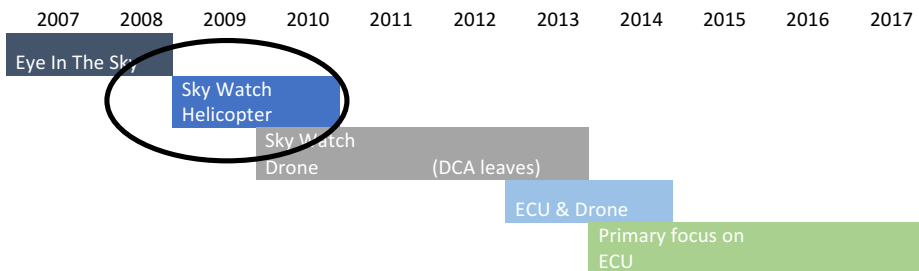 2007 2008 2009 2010 2011 2012 2013 2014 2015 2016 2017
Eye In The Sky
Sky Watch
Helicopter
Sky Watch
Drone (DCA leaves)
ECU & Drone
Primary focus on
ECU